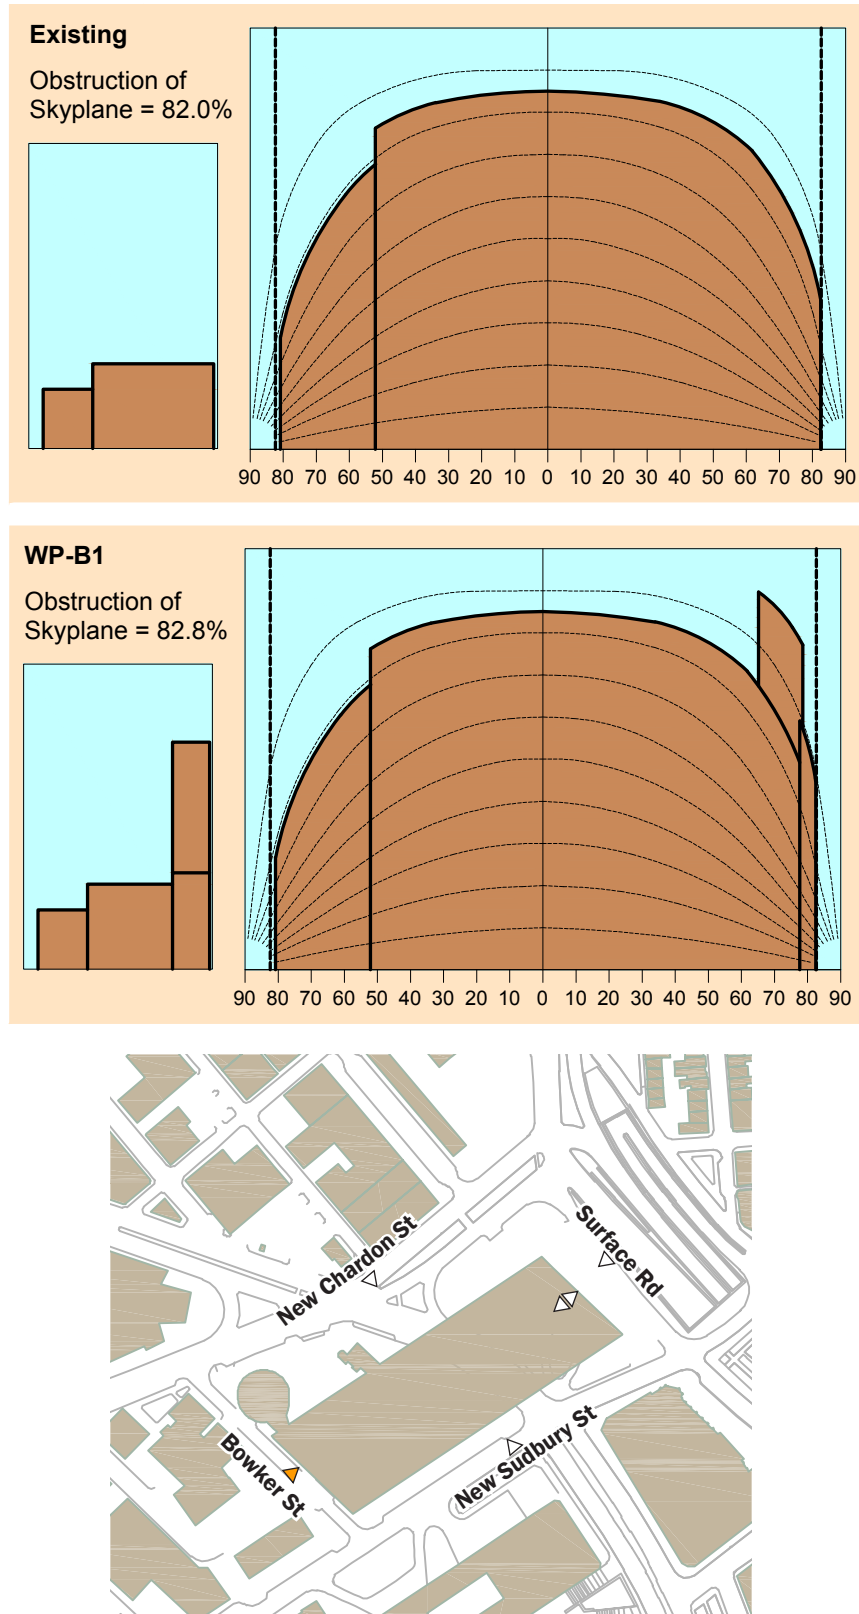 Existing
Obstruction of
Skyplane = 82.0%
90 80 70 60 50 40 30 20 10 0 10 20 30 40 50 60 70 80 90
WP-B1
Obstruction of
Skyplane = 82.8%
90 80 70 60 50 40 30 20 10 0 10 20 30 40 50 60 70 80 90
New Chardon St
Surface Rd
Bowker St
New Sudbury St